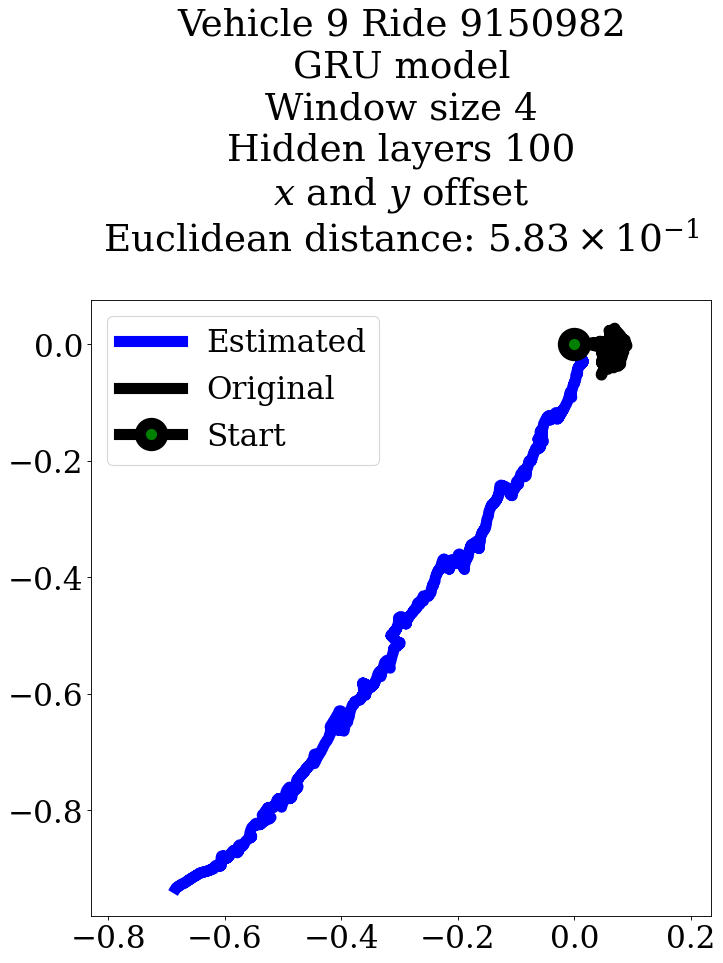 Vehicle 9 Ride 9150982
GRU model
Window size 4
Hidden layers 100
x and y offset
Euclidean distance: 5.83 × 10⁻¹
Estimated
Original
Start
0.0
−0.2
−0.4
−0.6
−0.8
−0.8 −0.6 −0.4 −0.2 0.0 0.2